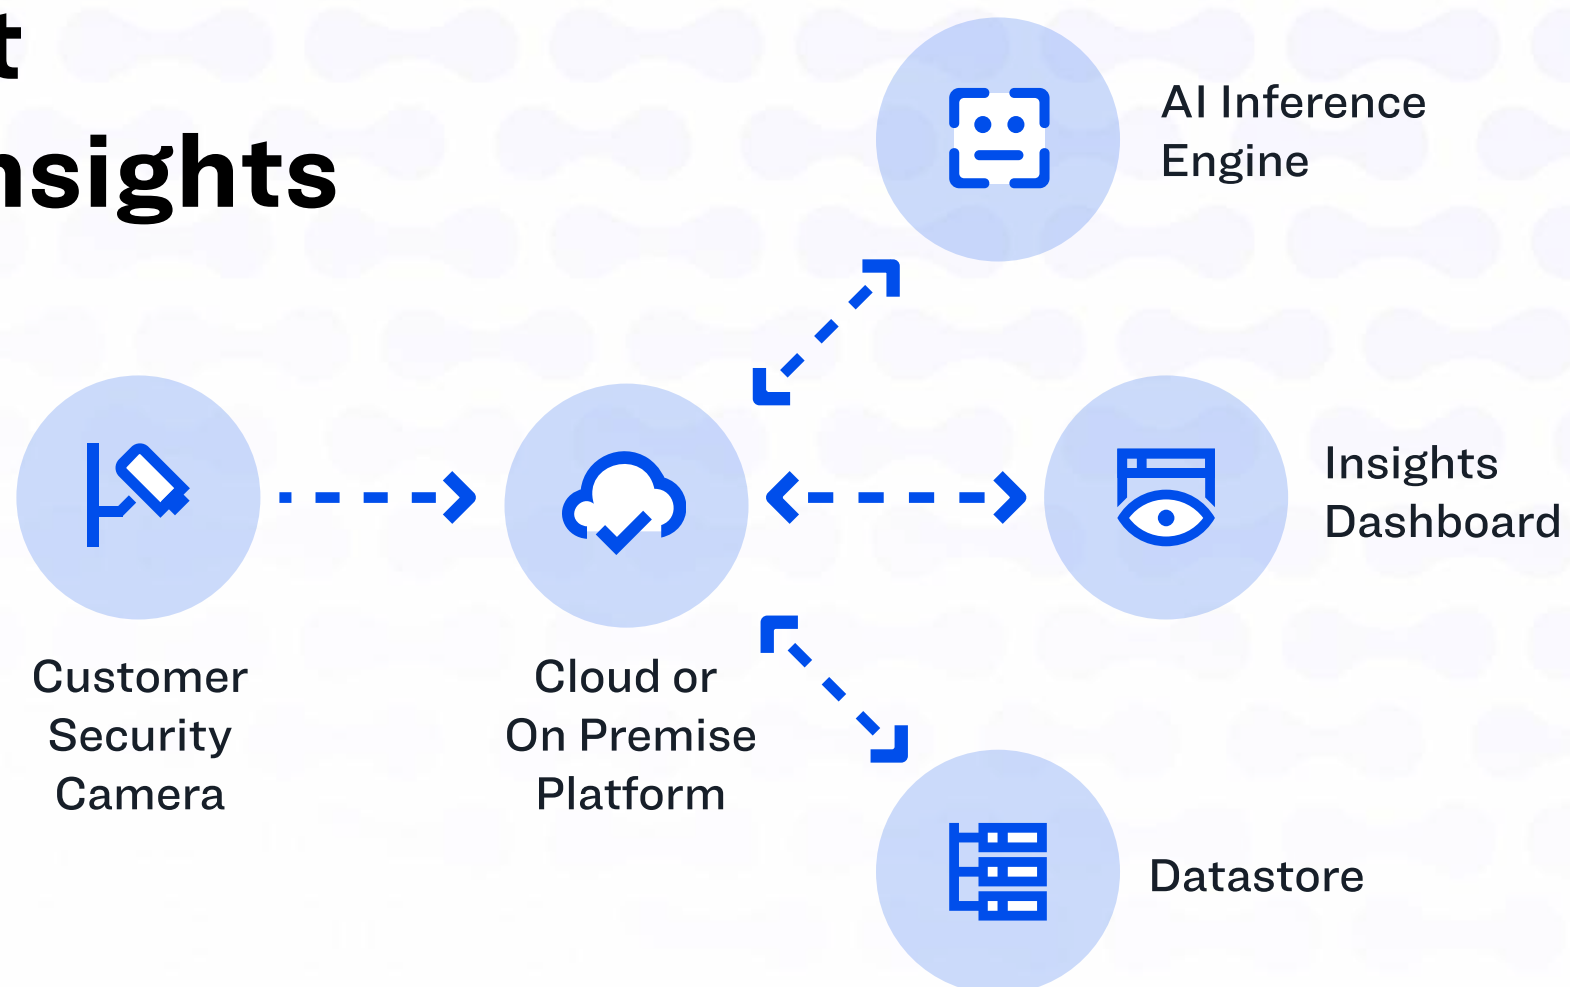 t
nsights
AI Inference
Engine
Customer
Security
Camera
Cloud or
On Premise
Platform
Insights
Dashboard
Datastore